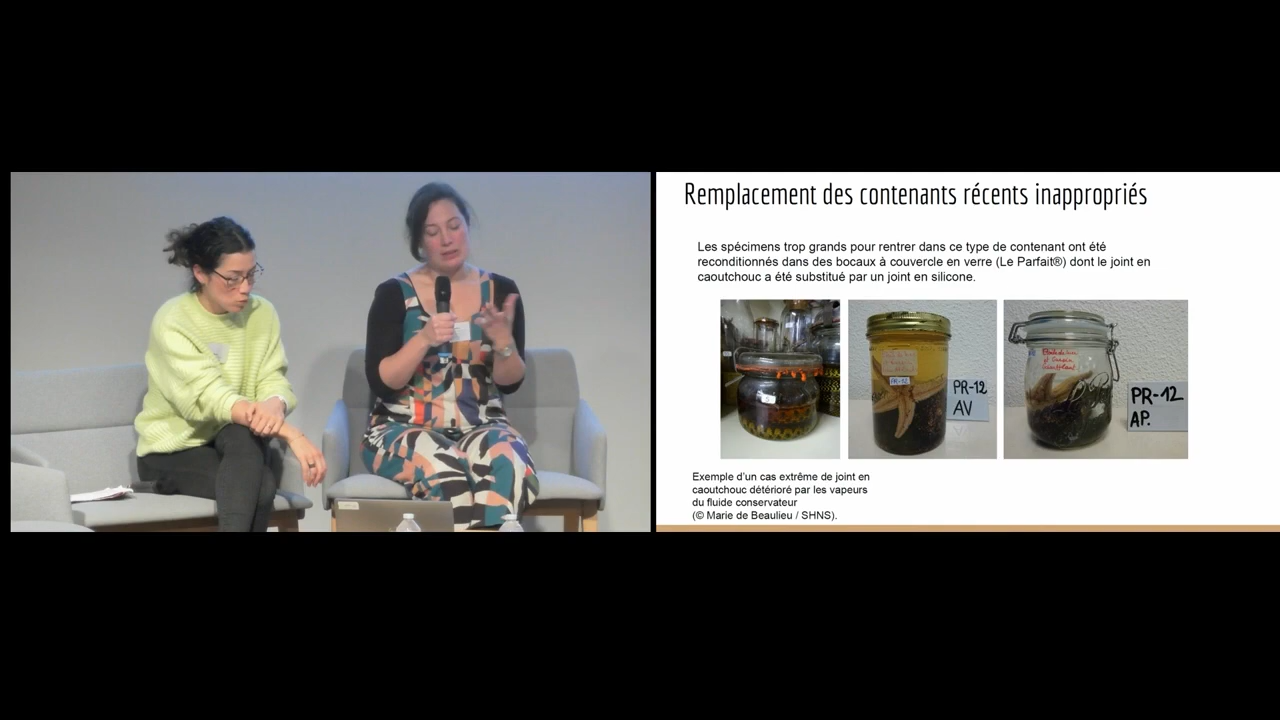 Remplacement des contenants récents inappropriés
Les spécimens trop grands pour rentrer dans ce type de contenant ont été
reconditionnés dans des bocaux à couvercle en verre (Le Parfait®) dont le joint en
caoutchouc a été substitué par un joint en silicone.
PR-12
PR-12
AV
PR-12
AP.
Exemple d'un cas extrême de joint en
caoutchouc détérioré par les vapeurs
du fluide conservateur
(© Marie de Beaulieu / SHNS).